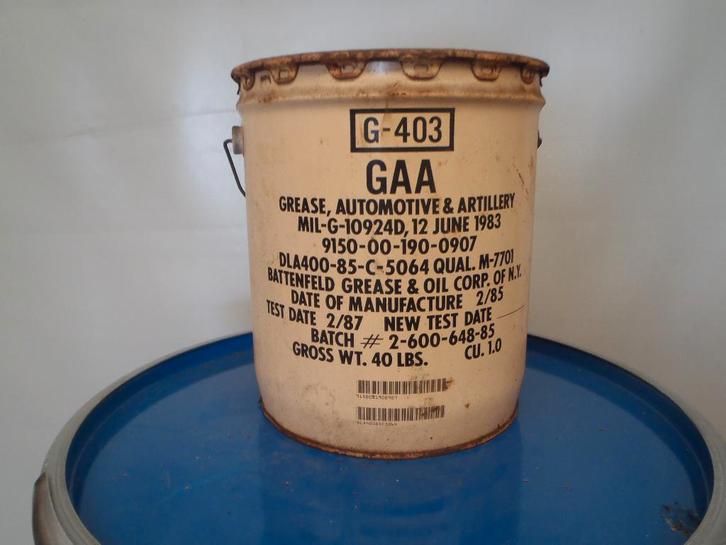 G-403
GAA
GREASE, AUTOMOTIVE & ARTILLERY
MIL-G-10924D, 12 JUNE 1983
9150-00-190-0907
DLA400-85-C-5064 QUAL. M-7701
BATTENFELD GREASE & OIL CORP. OF N.Y.
DATE OF MANUFACTURE 2/85
TEST DATE 2/87 NEW TEST DATE
BATCH # 2-600-648-85
GROSS WT. 40 LBS. CU. 1.0